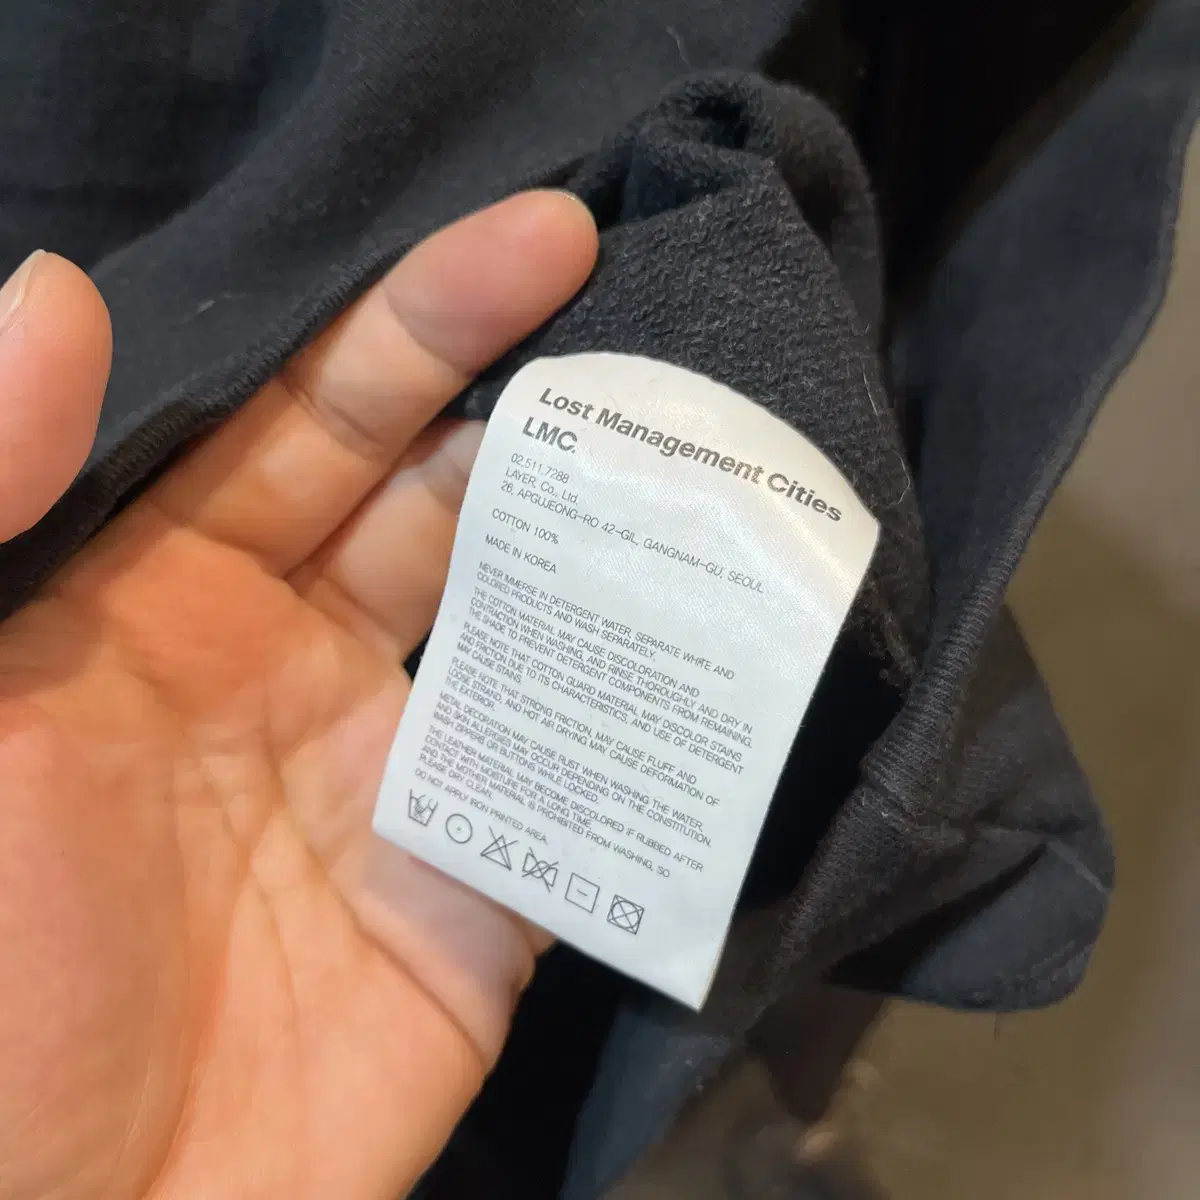 Lost Management Cities
LMC.
02.511.7288
LAYER. Co., Ltd.
26, APGUJEONG-RO 42-GIL, GANGNAM-GU, SEOUL
COTTON 100%
MADE IN KOREA
NEVER IMMERSE IN DETERGENT WATER, SEPARATE WHITE AND
COLORED PRODUCTS AND WASH SEPARATELY.
THE COTTON MATERIAL MAY CAUSE DISCOLORATION AND
CONTRACTION WHEN WASHING, AND RINSE THOROUGHLY AND DRY IN
THE SHADE TO PREVENT DETERGENT COMPONENTS FROM REMAINING.
PLEASE NOTE THAT COTTON GUARD MATERIAL MAY DISCOLOR STAINS
AND FRICTION DUE TO ITS CHARACTERISTICS, AND USE OF DETERGENT
MAY CAUSE STAINS.
PLEASE NOTE THAT STRONG FRICTION, MAY CAUSE FLUFF AND
LOOSE STRAND, AND HOT AIR DRYING MAY CAUSE DEFORMATION OF
THE EXTERIOR.
METAL DECORATION MAY CAUSE RUST WHEN WASHING THE WATER,
AND SKIN ALLERGIES MAY OCCUR DEPENDING ON THE CONSTITUTION.
WASH ZIPPERS OR BUTTONS WHILE LOCKED.
THE LEATHER MATERIAL MAY BECOME DISCOLORED IF RUBBED AFTER
CONTACT WITH MOISTURE FOR A LONG TIME.
AND THE MOTHER MATERIAL IS PROHIBITED FROM WASHING, SO
PLEASE DRY CLEAN.
DO NOT APPLY IRON PRINTED AREA